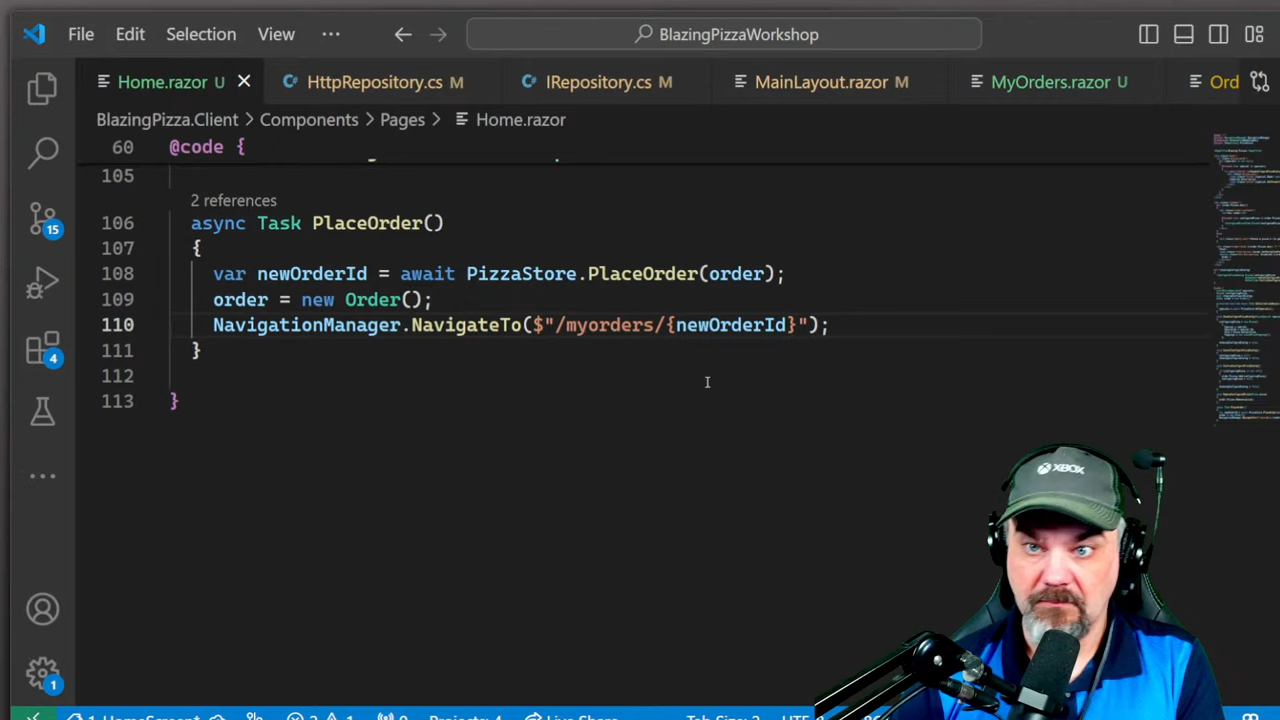 File Edit Selection View ··· BlazingPizzaWorkshop
Home.razor U HttpRepository.cs M IRepository.cs M MainLayout.razor M MyOrders.razor U Ord
BlazingPizza.Client > Components > Pages > Home.razor
60 @code {
105
2 references
106 async Task PlaceOrder()
107 {
108 var newOrderId = await PizzaStore.PlaceOrder(order);
109 order = new Order();
110 NavigationManager.NavigateTo($"/myorders/{newOrderId}");
111 }
112
113 }
15
4
1
XBOX